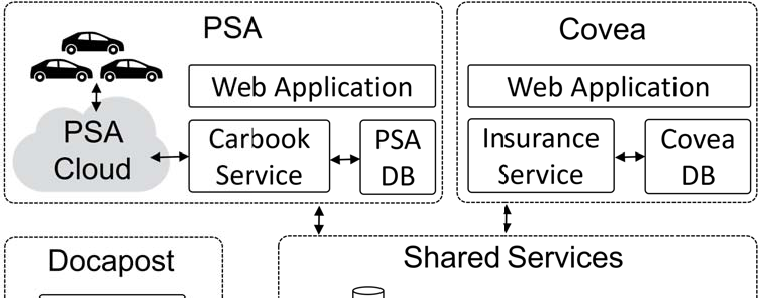 PSA
Covea
Web Application
Web Application
PSA
Cloud
Carbook
Service
PSA
DB
Insurance
Service
Covea
DB
Docapost
Shared Services